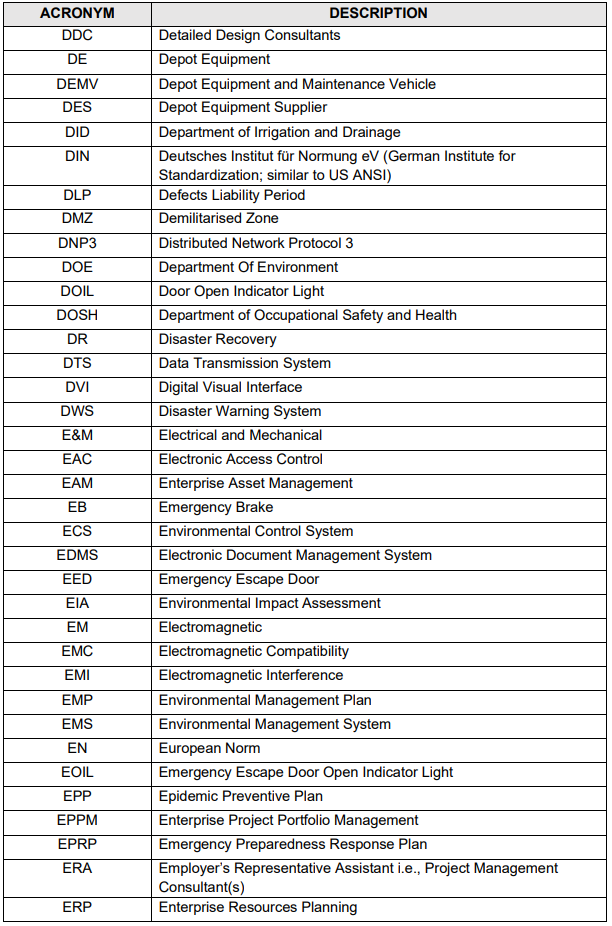 ACRONYM DESCRIPTION
DDC Detailed Design Consultants
DE Depot Equipment
DEMV Depot Equipment and Maintenance Vehicle
DES Depot Equipment Supplier
DID Department of Irrigation and Drainage
DIN Deutsches Institut für Normung eV (German Institute for
Standardization; similar to US ANSI)
DLP Defects Liability Period
DMZ Demilitarised Zone
DNP3 Distributed Network Protocol 3
DOE Department Of Environment
DOIL Door Open Indicator Light
DOSH Department of Occupational Safety and Health
DR Disaster Recovery
DTS Data Transmission System
DVI Digital Visual Interface
DWS Disaster Warning System
E&M Electrical and Mechanical
EAC Electronic Access Control
EAM Enterprise Asset Management
EB Emergency Brake
ECS Environmental Control System
EDMS Electronic Document Management System
EED Emergency Escape Door
EIA Environmental Impact Assessment
EM Electromagnetic
EMC Electromagnetic Compatibility
EMI Electromagnetic Interference
EMP Environmental Management Plan
EMS Environmental Management System
EN European Norm
EOIL Emergency Escape Door Open Indicator Light
EPP Epidemic Preventive Plan
EPPM Enterprise Project Portfolio Management
EPRP Emergency Preparedness Response Plan
ERA Employer's Representative Assistant i.e., Project Management
Consultant(s)
ERP Enterprise Resources Planning